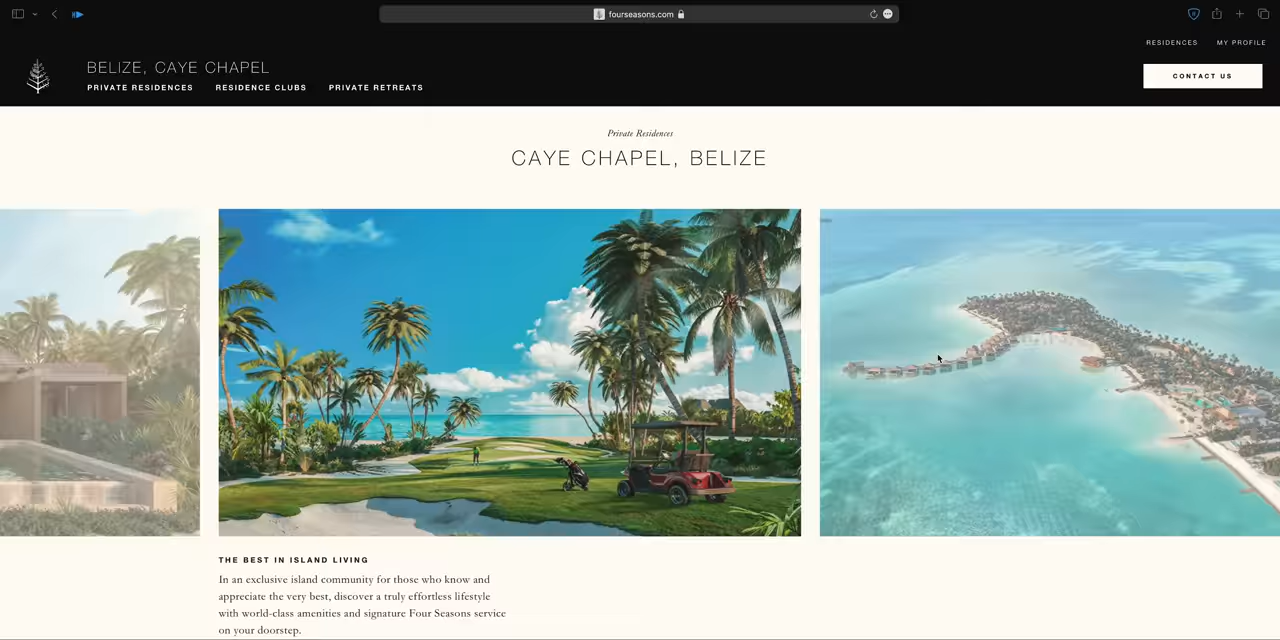 fourseasons.com
RESIDENCES MY PROFILE
BELIZE, CAYE CHAPEL
PRIVATE RESIDENCES RESIDENCE CLUBS PRIVATE RETREATS
CONTACT US
Private Residences
CAYE CHAPEL, BELIZE
THE BEST IN ISLAND LIVING
In an exclusive island community for those who know and
appreciate the very best, discover a truly effortless lifestyle
with world-class amenities and signature Four Seasons service
on your doorstep.